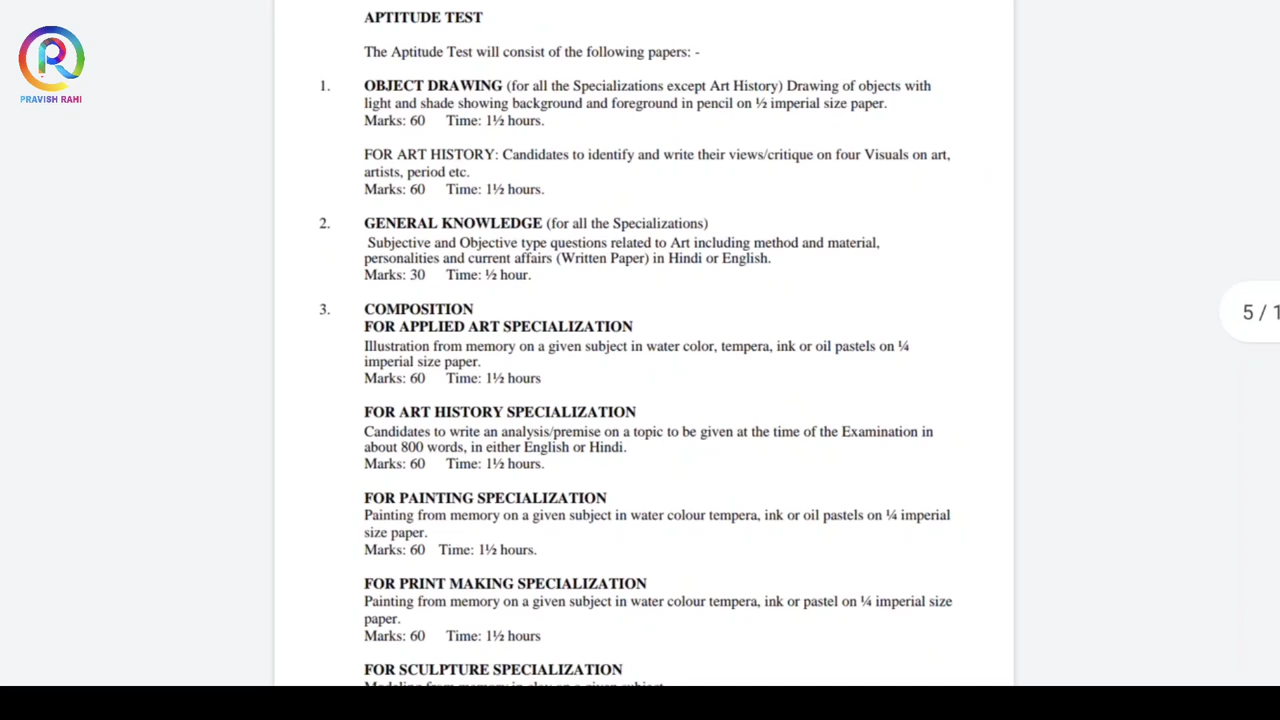 PRAVISH RAHI
APTITUDE TEST
The Aptitude Test will consist of the following papers: -
1. OBJECT DRAWING (for all the Specializations except Art History) Drawing of objects with
light and shade showing background and foreground in pencil on ½ imperial size paper.
Marks: 60 Time: 1½ hours.
FOR ART HISTORY: Candidates to identify and write their views/critique on four Visuals on art,
artists, period etc.
Marks: 60 Time: 1½ hours.
2. GENERAL KNOWLEDGE (for all the Specializations)
Subjective and Objective type questions related to Art including method and material,
personalities and current affairs (Written Paper) in Hindi or English.
Marks: 30 Time: ½ hour.
3. COMPOSITION
FOR APPLIED ART SPECIALIZATION
Illustration from memory on a given subject in water color, tempera, ink or oil pastels on ¼
imperial size paper.
Marks: 60 Time: 1½ hours
FOR ART HISTORY SPECIALIZATION
Candidates to write an analysis/premise on a topic to be given at the time of the Examination in
about 800 words, in either English or Hindi.
Marks: 60 Time: 1½ hours.
FOR PAINTING SPECIALIZATION
Painting from memory on a given subject in water colour tempera, ink or oil pastels on ¼ imperial
size paper.
Marks: 60 Time: 1½ hours.
FOR PRINT MAKING SPECIALIZATION
Painting from memory on a given subject in water colour tempera, ink or pastel on ¼ imperial size
paper.
Marks: 60 Time: 1½ hours
FOR SCULPTURE SPECIALIZATION
5 / 1